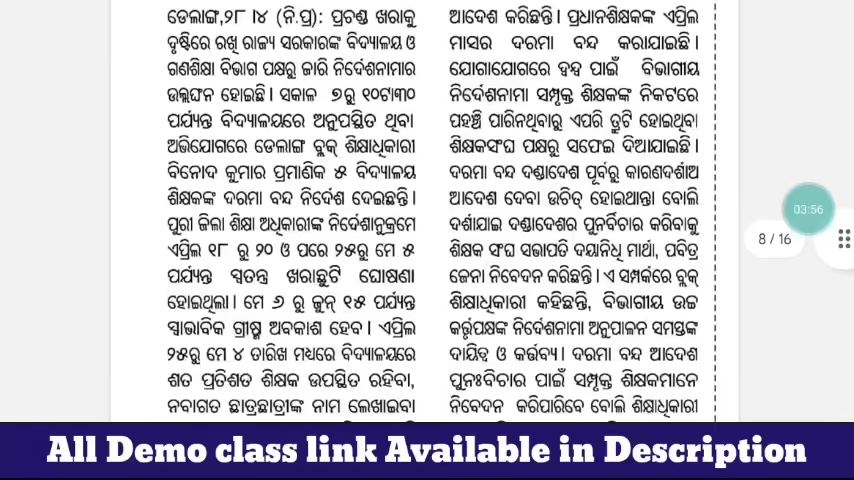 ଡେଲାଙ୍ଗ,୨୮।୪ (ନି.ପ୍ର): ପ୍ରଚଣ୍ଡ ଖରାକୁ
ଦୃଷ୍ଟିରେ ରଖି ରାଜ୍ୟ ସରକାରଙ୍କ ବିଦ୍ୟାଳୟ ଓ
ଗଣଶିକ୍ଷା ବିଭାଗ ପକ୍ଷରୁ ଜାରି ନିର୍ଦେଶନାମାର
ଉଲ୍ଲଙ୍ଘନ ହୋଇଛି। ସକାଳ ୭ରୁ ୧୦ଟା୩୦
ପର୍ଯ୍ୟନ୍ତ ବିଦ୍ୟାଳୟରେ ଅନୁପସ୍ଥିତ ଥିବା
ଅଭିଯୋଗରେ ଡେଲାଙ୍ଗ ବ୍ଲକ୍ ଶିକ୍ଷାଧିକାରୀ
ବିନୋଦ କୁମାର ପ୍ରମାଣିକ ୫ ବିଦ୍ୟାଳୟ
ଶିକ୍ଷକଙ୍କ ଦରମା ବନ୍ଦ ନିର୍ଦେଶ ଦେଇଛନ୍ତି।
ପୁରୀ ଜିଲା ଶିକ୍ଷା ଅଧିକାରୀଙ୍କ ନିର୍ଦେଶାନୁକ୍ରମେ
ଏପ୍ରିଲ ୧୮ ରୁ ୨୦ ଓ ପରେ ୨୫ରୁ ମେ ୫
ପର୍ଯ୍ୟନ୍ତ ସ୍ୱତନ୍ତ୍ର ଖରାଛୁଟି ଘୋଷଣା
ହୋଇଥିଲା। ମେ ୬ ରୁ ଜୁନ୍ ୧୫ ପର୍ଯ୍ୟନ୍ତ
ସ୍ୱାଭାବିକ ଗ୍ରୀଷ୍ମ ଅବକାଶ ହେବ। ଏପ୍ରିଲ
୨୫ରୁ ମେ ୪ ତାରିଖ ମଧ୍ୟରେ ବିଦ୍ୟାଳୟରେ
ଶତ ପ୍ରତିଶତ ଶିକ୍ଷକ ଉପସ୍ଥିତ ରହିବା,
ନବାଗତ ଛାତ୍ରଛାତ୍ରୀଙ୍କ ନାମ ଲେଖାଇବା
ଆଦେଶ କରିଛନ୍ତି। ପ୍ରଧାନଶିକ୍ଷକଙ୍କ ଏପ୍ରିଲ
ମାସର ଦରମା ବନ୍ଦ କରାଯାଇଛି।
ଯୋଗାଯୋଗରେ ଦ୍ୱନ୍ଦ୍ୱ ପାଇଁ ବିଭାଗୀୟ
ନିର୍ଦେଶନାମା ସମ୍ପୃକ୍ତ ଶିକ୍ଷକଙ୍କ ନିକଟରେ
ପହଞ୍ଚି ପାରିନଥିବାରୁ ଏପରି ତ୍ରୁଟି ହୋଇଥିବା
ଶିକ୍ଷକସଂଘ ପକ୍ଷରୁ ସଫେଇ ଦିଆଯାଇଛି।
ଦରମା ବନ୍ଦ ଦଣ୍ଡାଦେଶ ପୂର୍ବରୁ କାରଣଦର୍ଶାଅ
ଆଦେଶ ଦେବା ଉଚିତ୍ ହୋଇଥାନ୍ତା ବୋଲି
ଦର୍ଶାଯାଇ ଦଣ୍ଡାଦେଶର ପୁନର୍ବିଚାର କରିବାକୁ
ଶିକ୍ଷକ ସଂଘ ସଭାପତି ଦୟାନିଧି ମାର୍ଥା, ପବିତ୍ର
ଜେନା ନିବେଦନ କରିଛନ୍ତି। ଏ ସମ୍ପର୍କରେ ବ୍ଲକ୍
ଶିକ୍ଷାଧିକାରୀ କହିଛନ୍ତି, ବିଭାଗୀୟ ଉଚ୍ଚ
କର୍ତ୍ତୃପକ୍ଷଙ୍କ ନିର୍ଦେଶନାମା ଅନୁପାଳନ ସମସ୍ତଙ୍କ
ଦାୟିତ୍ୱ ଓ କର୍ତ୍ତବ୍ୟ। ଦରମା ବନ୍ଦ ଆଦେଶ
ପୁନଃବିଚାର ପାଇଁ ସମ୍ପୃକ୍ତ ଶିକ୍ଷକମାନେ
ନିବେଦନ କରିପାରିବେ ବୋଲି ଶିକ୍ଷାଧିକାରୀ
03:56
8 / 16
All Demo class link Available in Description